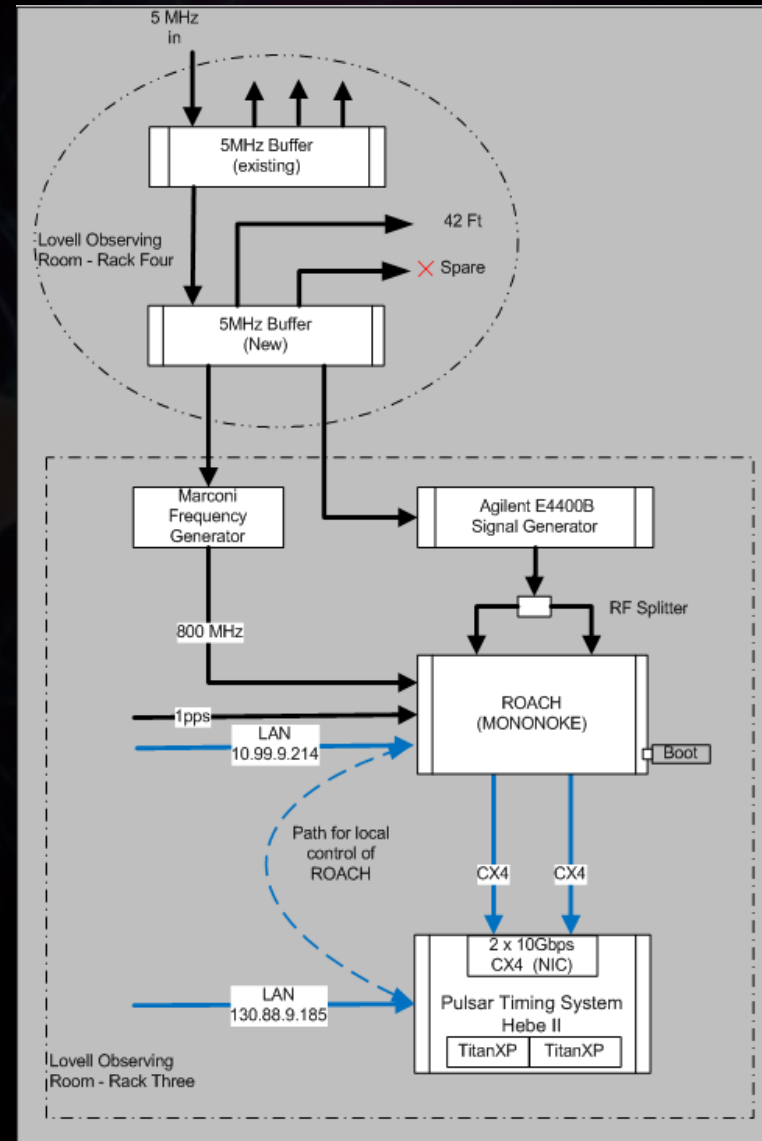 5 MHz
in
5MHz Buffer
(existing)
Lovell Observing
Room - Rack Four
42 Ft
Spare
5MHz Buffer
(New)
Marconi
Frequency
Generator
Agilent E4400B
Signal Generator
RF Splitter
800 MHz
ROACH
(MONONOKE)
1pps
LAN
10.99.9.214
Boot
Path for local
control of
ROACH
CX4
CX4
2 x 10Gbps
CX4 (NIC)
LAN
130.88.9.185
Pulsar Timing System
Hebe II
TitanXP
TitanXP
Lovell Observing
Room - Rack Three